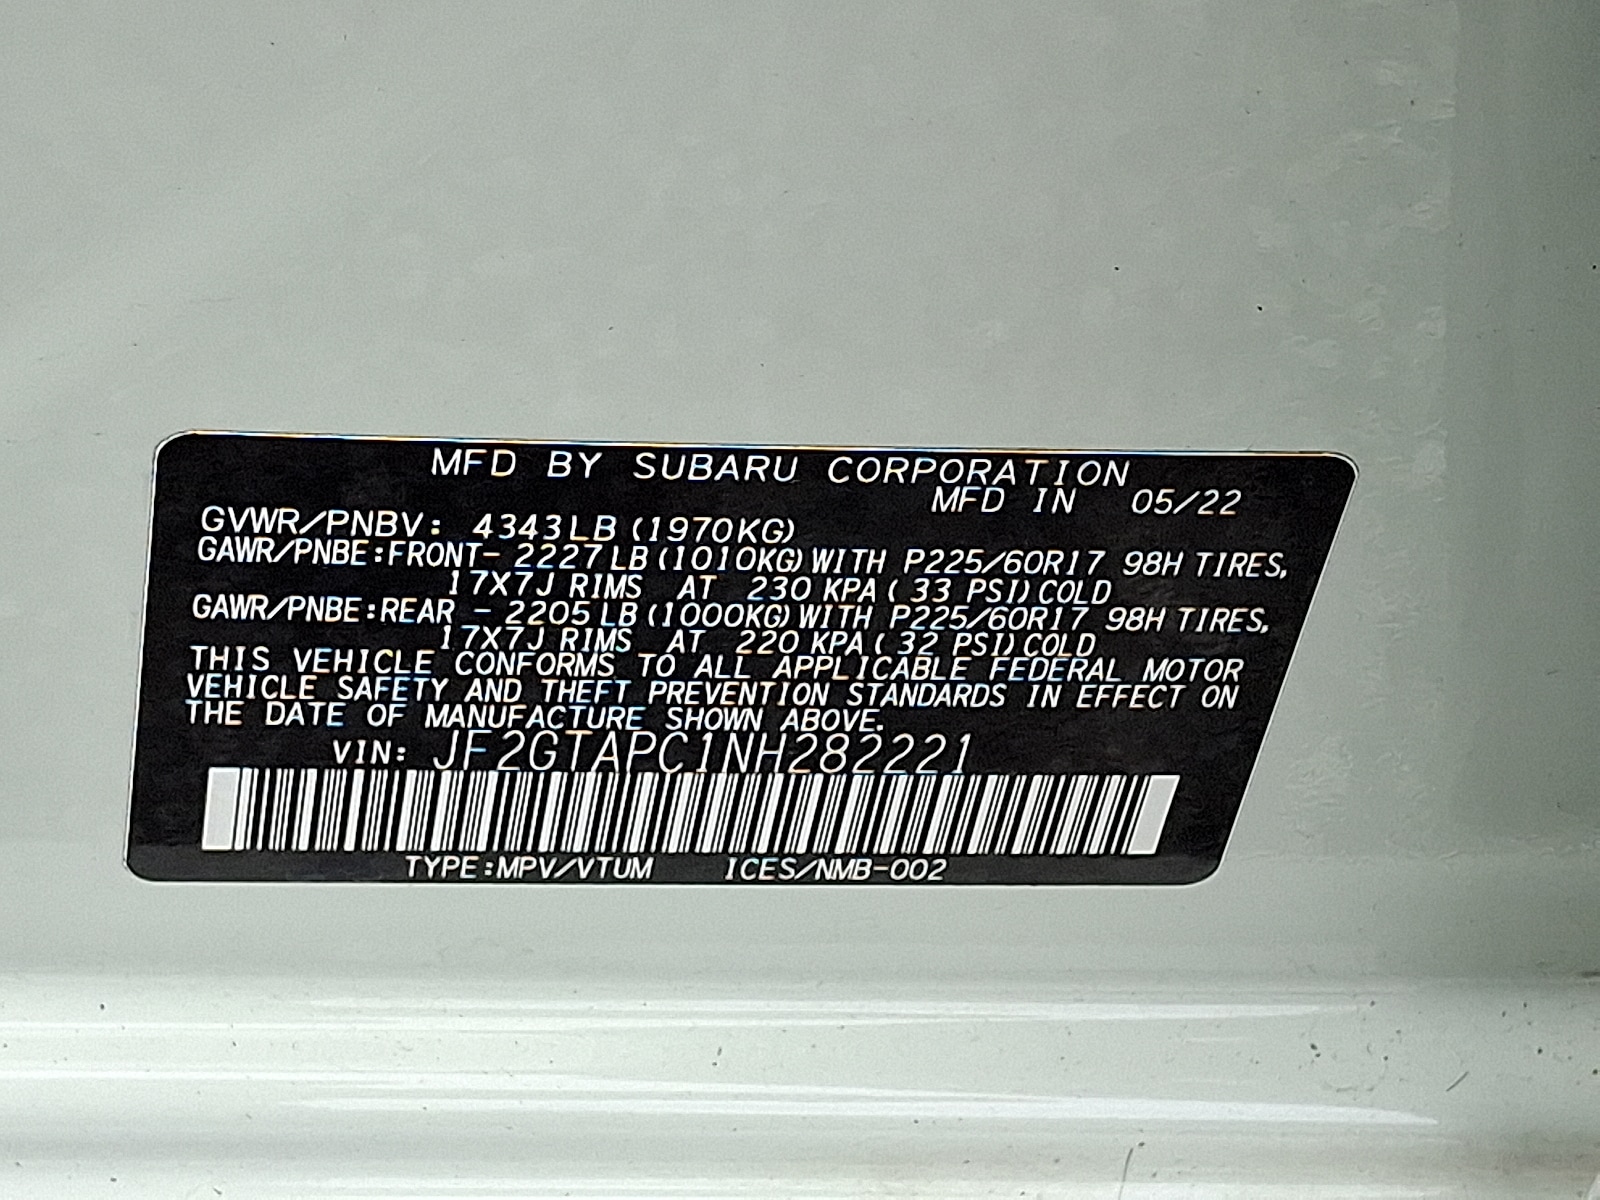 MFD BY SUBARU CORPORATION
MFD IN 05/22
GVWR/PNBV: 4343LB (1970KG)
GAWR/PNBE:FRONT- 2227LB (1010KG) WITH P225/60R17 98H TIRES,
17X7J RIMS AT 230 KPA ( 33 PSI) COLD
GAWR/PNBE:REAR - 2205LB (1000KG) WITH P225/60R17 98H TIRES,
17X7J RIMS AT 220 KPA ( 32 PSI) COLD
THIS VEHICLE CONFORMS TO ALL APPLICABLE FEDERAL MOTOR
VEHICLE SAFETY AND THEFT PREVENTION STANDARDS IN EFFECT ON
THE DATE OF MANUFACTURE SHOWN ABOVE.
VIN: JF2GTAPC1NH282221
TYPE:MPV/VTUM ICES/NMB-002